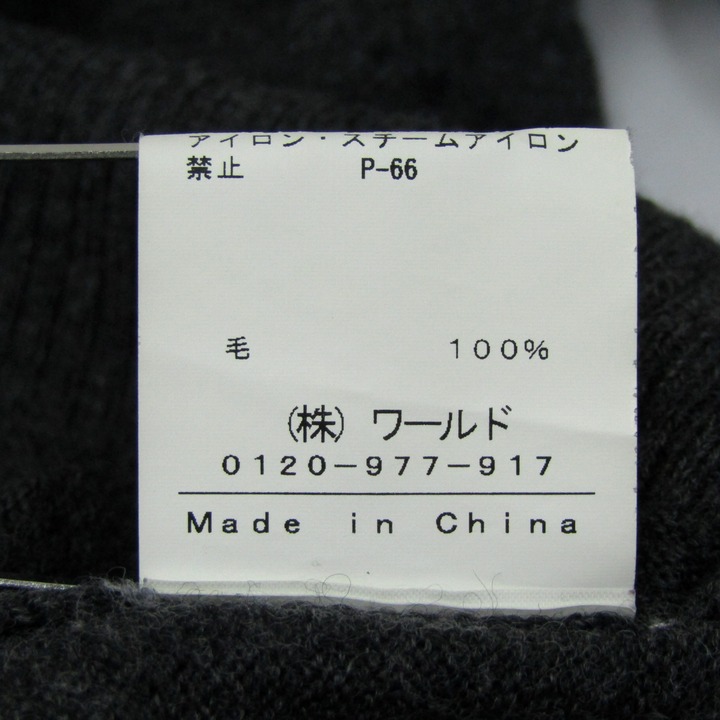 アイロン・スチームアイロン
禁止 P-66
毛 100%
(株) ワールド
0120-977-917
Made in China